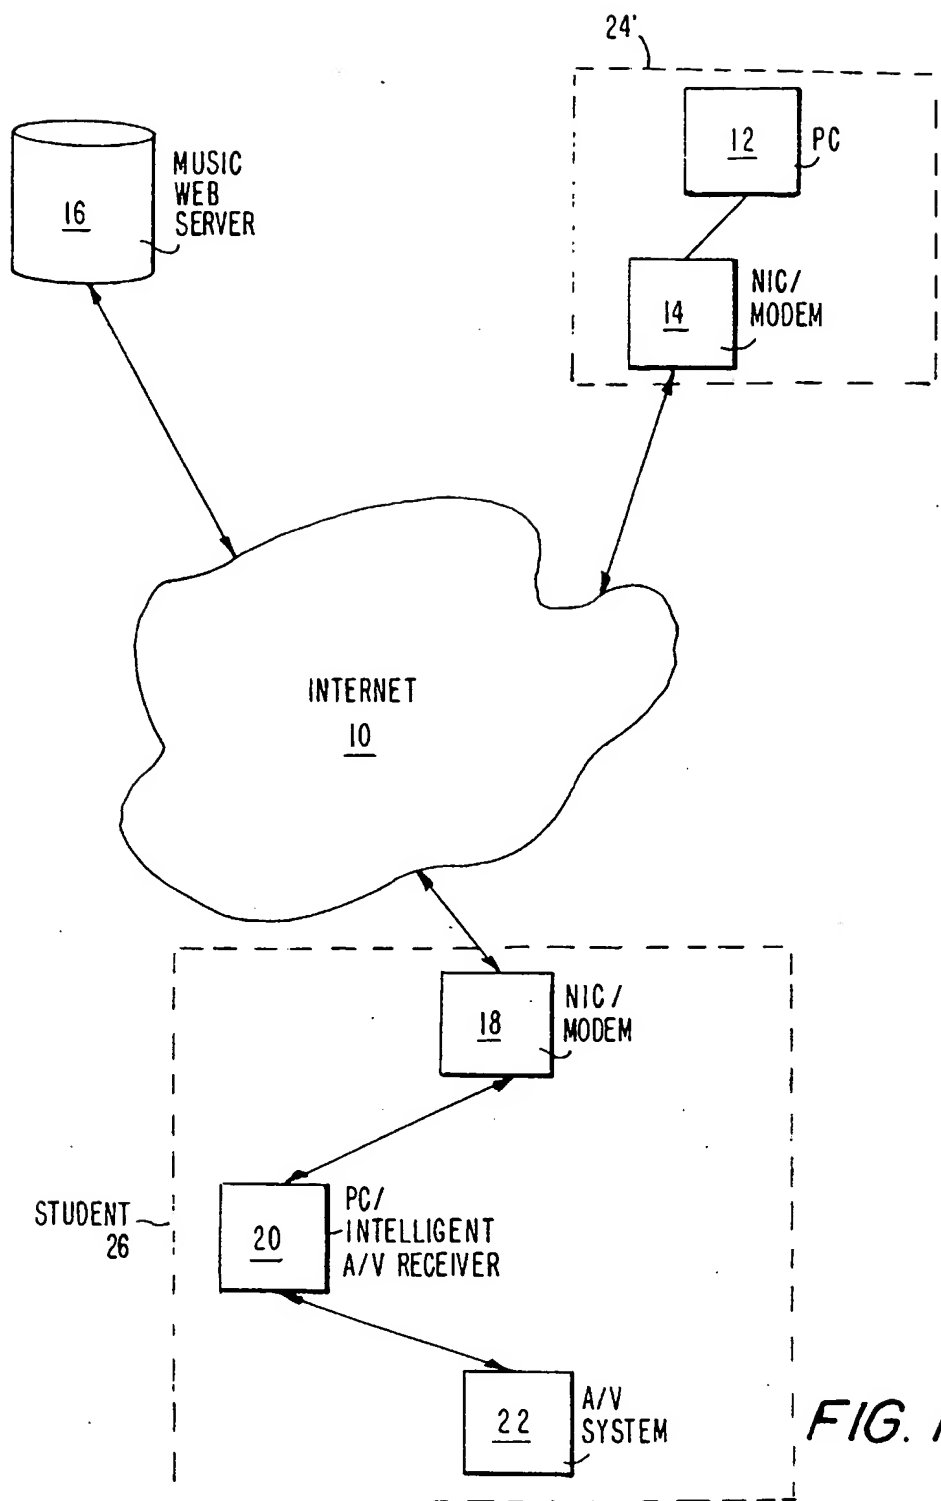 24'
12
PC
MUSIC
WEB
SERVER
16
NIC/
MODEM
14
INTERNET
10
18
NIC/
MODEM
STUDENT
26
20
PC/
INTELLIGENT
A/V RECEIVER
22
A/V
SYSTEM
FIG. 1